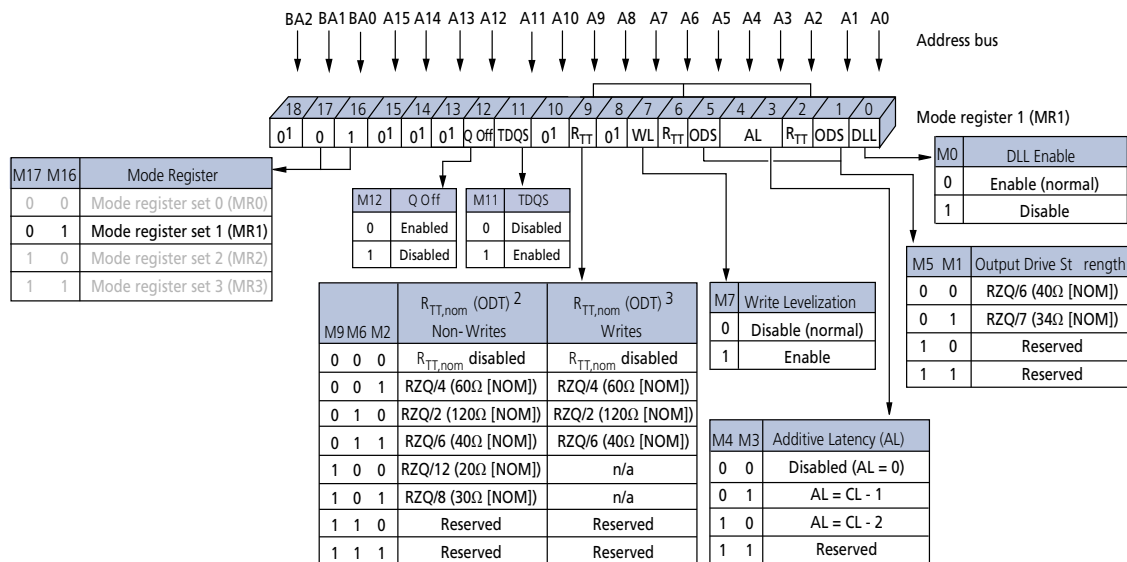 BA2 BA1 BA0 A15 A14 A13 A12 A11 A10 A9 A8 A7 A6 A5 A4 A3 A2 A1 A0
Address bus
18 17 16 15 14 13 12 11 10 9 8 7 6 5 4 3 2 1 0
0¹ 0 1 0¹ 0¹ 0¹ Q Off TDQS 0¹ RTT 0¹ WL RTT ODS AL RTT ODS DLL
Mode register 1 (MR1)
M17 M16 Mode Register
0 0 Mode register set 0 (MR0)
0 1 Mode register set 1 (MR1)
1 0 Mode register set 2 (MR2)
1 1 Mode register set 3 (MR3)
M12 Q Off
0 Enabled
1 Disabled
M11 TDQS
0 Disabled
1 Enabled
M0 DLL Enable
0 Enable (normal)
1 Disable
M5 M1 Output Drive St rength
0 0 RZQ/6 (40Ω [NOM])
0 1 RZQ/7 (34Ω [NOM])
1 0 Reserved
1 1 Reserved
M9 M6 M2 RTT,nom (ODT) 2 Non-Writes RTT,nom (ODT) 3 Writes
0 0 0 RTT,nom disabled RTT,nom disabled
0 0 1 RZQ/4 (60Ω [NOM]) RZQ/4 (60Ω [NOM])
0 1 0 RZQ/2 (120Ω [NOM]) RZQ/2 (120Ω [NOM])
0 1 1 RZQ/6 (40Ω [NOM]) RZQ/6 (40Ω [NOM])
1 0 0 RZQ/12 (20Ω [NOM]) n/a
1 0 1 RZQ/8 (30Ω [NOM]) n/a
1 1 0 Reserved Reserved
1 1 1 Reserved Reserved
M7 Write Levelization
0 Disable (normal)
1 Enable
M4 M3 Additive Latency (AL)
0 0 Disabled (AL = 0)
0 1 AL = CL - 1
1 0 AL = CL - 2
1 1 Reserved